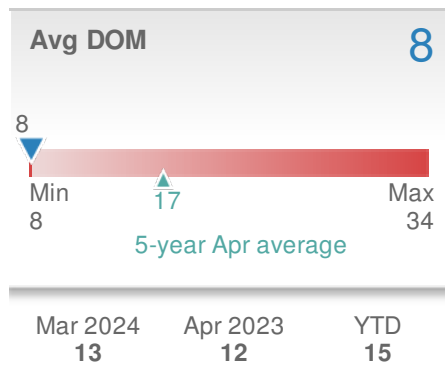 Avg DOM 8
8
Min Max
8 17 34
5-year Apr average
Mar 2024 Apr 2023 YTD
13 12 15